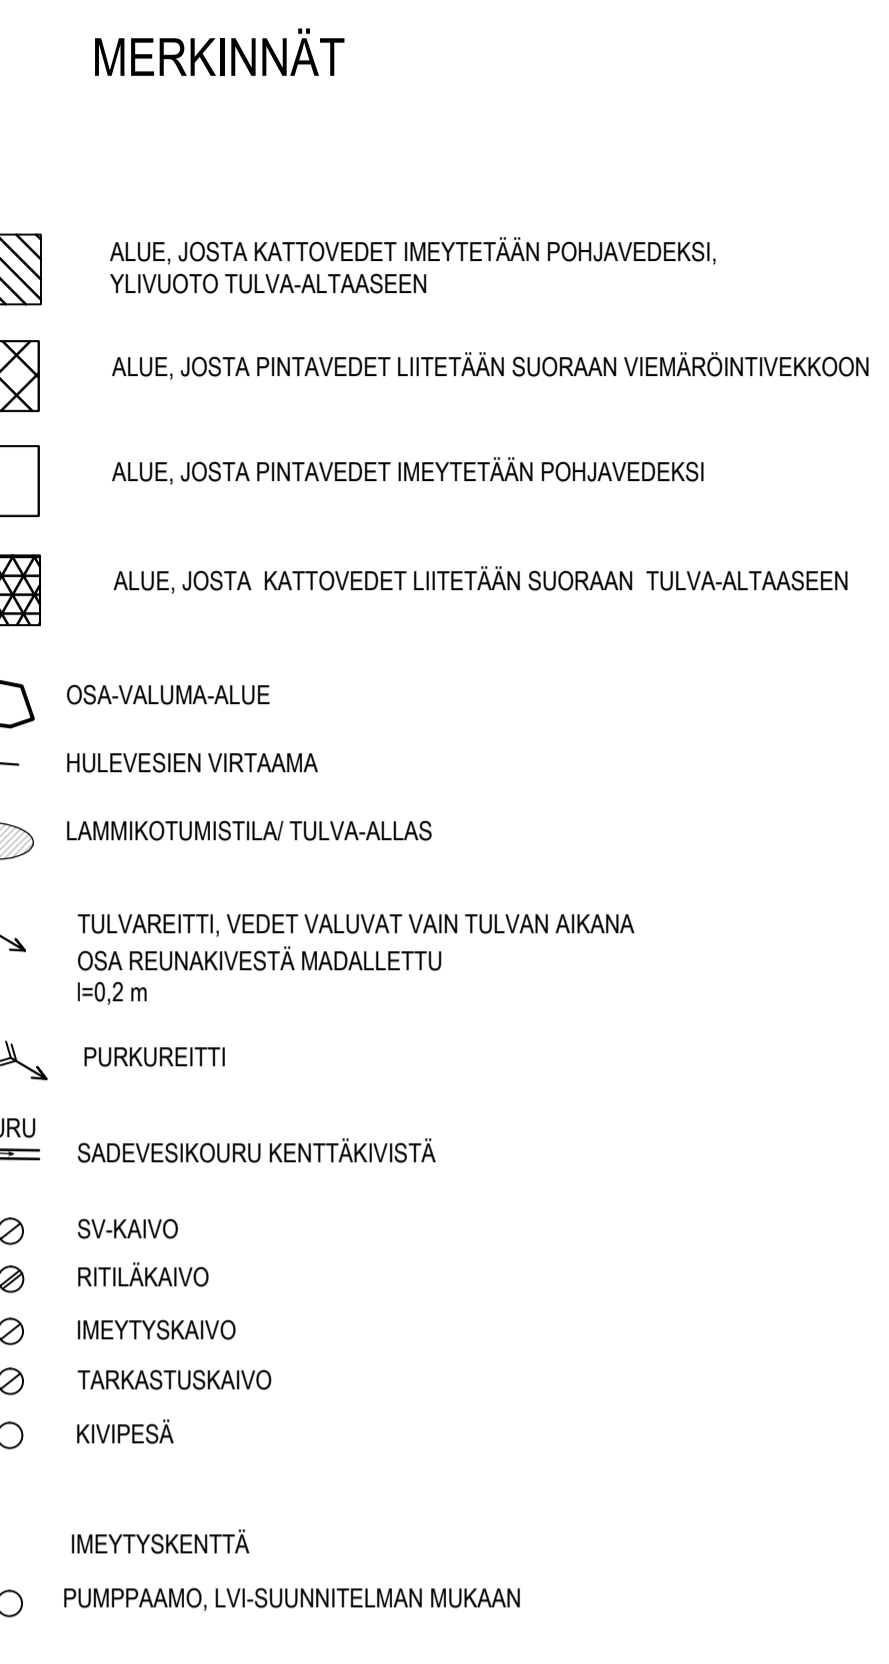 MERKINNÄT
ALUE, JOSTA KATTOVEDET IMEYTETÄÄN POHJAVEDEKSI,
YLIVUOTO TULVA-ALTAASEEN
ALUE, JOSTA PINTAVEDET LIITETÄÄN SUORAAN VIEMÄRÖINTIVEKKOON
ALUE, JOSTA PINTAVEDET IMEYTETÄÄN POHJAVEDEKSI
ALUE, JOSTA KATTOVEDET LIITETÄÄN SUORAAN TULVA-ALTAASEEN
OSA-VALUMA-ALUE
HULEVESIEN VIRTAAMA
LAMMIKOTUMISTILA/ TULVA-ALLAS
TULVAREITTI, VEDET VALUVAT VAIN TULVAN AIKANA
OSA REUNAKIVESTÄ MADALLETTU
l=0,2 m
PURKUREITTI
URU
SADEVESIKOURU KENTTÄKIVISTÄ
SV-KAIVO
RITILÄKAIVO
IMEYTYSKAIVO
TARKASTUSKAIVO
KIVIPESÄ
IMEYTYSKENTTÄ
PUMPPAAMO, LVI-SUUNNITELMAN MUKAAN